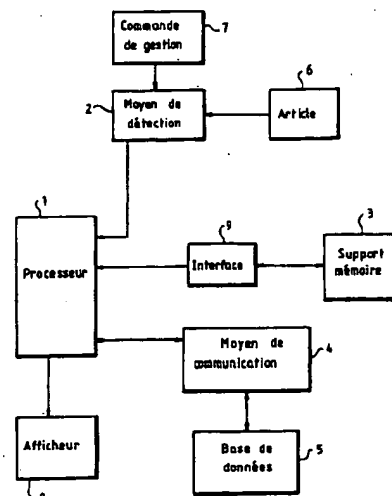 Commande
de gestion
7
6
2
Moyen de
détection
Article
1
9
3
Processeur
Interface
Support
mémoire
Moyen de
communication
4
Afficheur
Base de
données
5